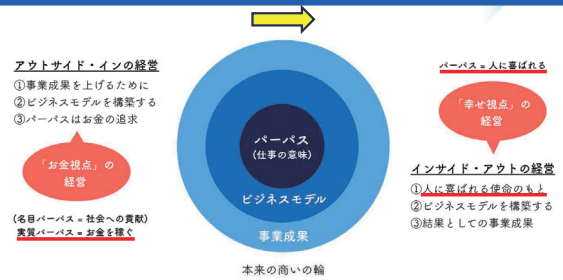 アウトサイド・インの経営
①事業成果を上げるために
②ビジネスモデルを構築する
③パーパスはお金の追求
「お金視点」の
経営
(名目パーパス = 社会への貢献)
実質パーパス = お金を稼ぐ
パーパス
(仕事の意味)
ビジネスモデル
事業成果
本来の商いの輪
パーパス = 人に喜ばれる
「幸せ視点」の
経営
インサイド・アウトの経営
①人に喜ばれる使命のもと
②ビジネスモデルを構築する
③結果としての事業成果